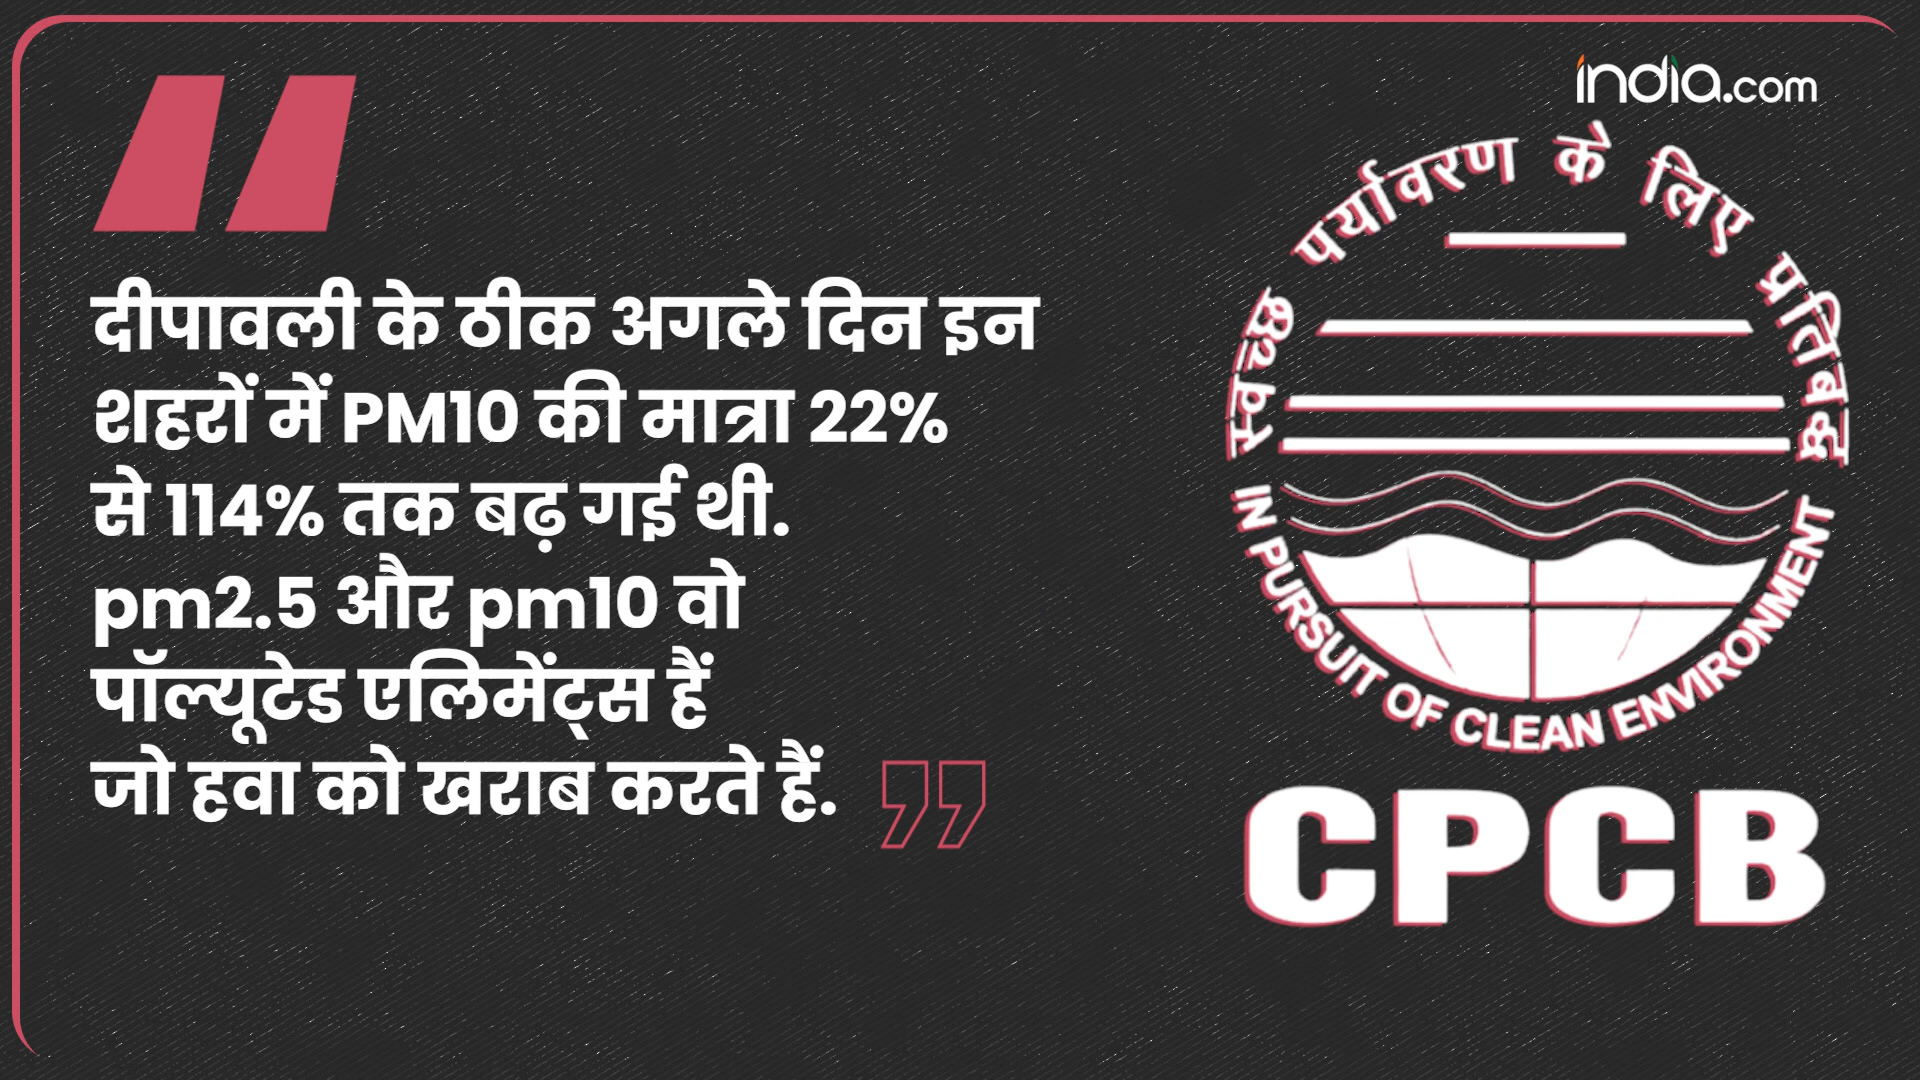 india.com
दीपावली के ठीक अगले दिन इन
शहरों में PM10 की मात्रा 22%
से 114% तक बढ़ गई थी.
pm2.5 और pm10 वो
पॉल्यूटेड एलिमेंट्स हैं
जो हवा को खराब करते हैं.
स्वच्छ पर्यावरण के लिए प्रतिबद्ध
IN PURSUIT OF CLEAN ENVIRONMENT
CPCB